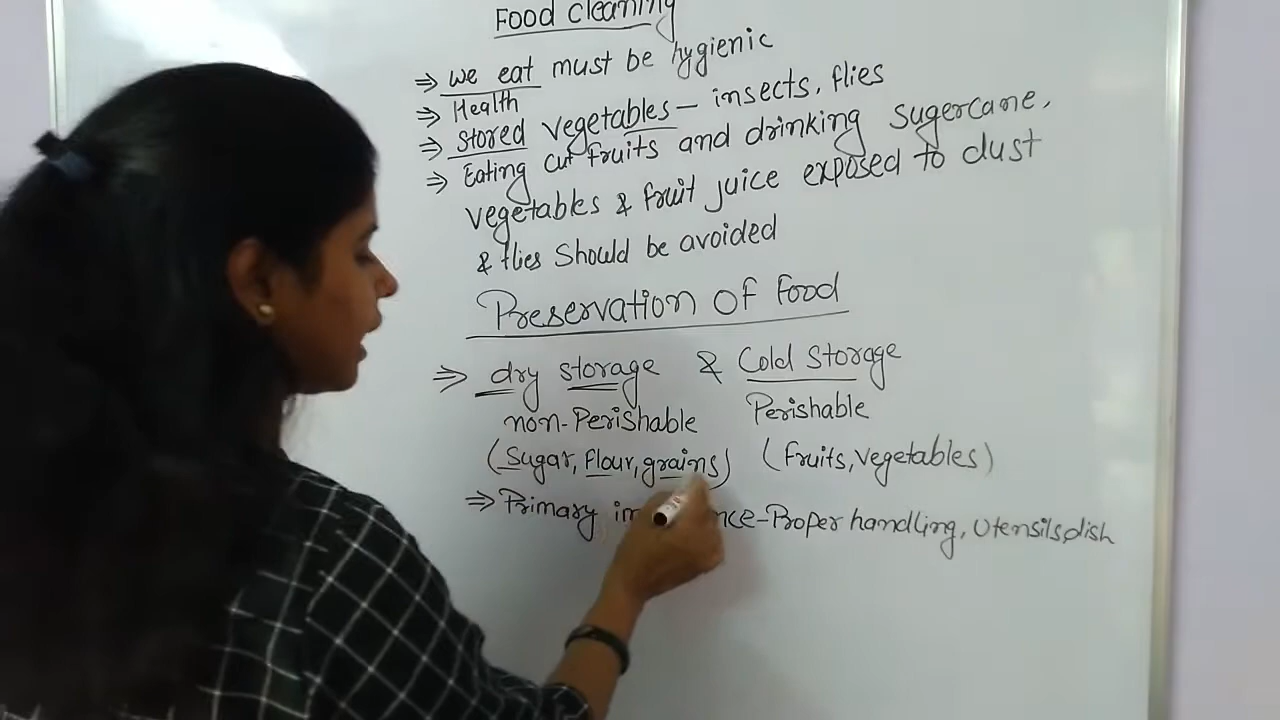 Food cleaning
⇒ we eat must be hygienic
⇒ Health
⇒ stored vegetables - insects, flies
⇒ Eating cut fruits and drinking sugercane,
vegetables & fruit juice exposed to dust
& flies should be avoided
Preservation of food
⇒ dry storage & Cold Storage
non-Perishable Perishable
(Sugar, flour, grains) (fruits, vegetables)
⇒ Primary -Proper handling, Utensils dish